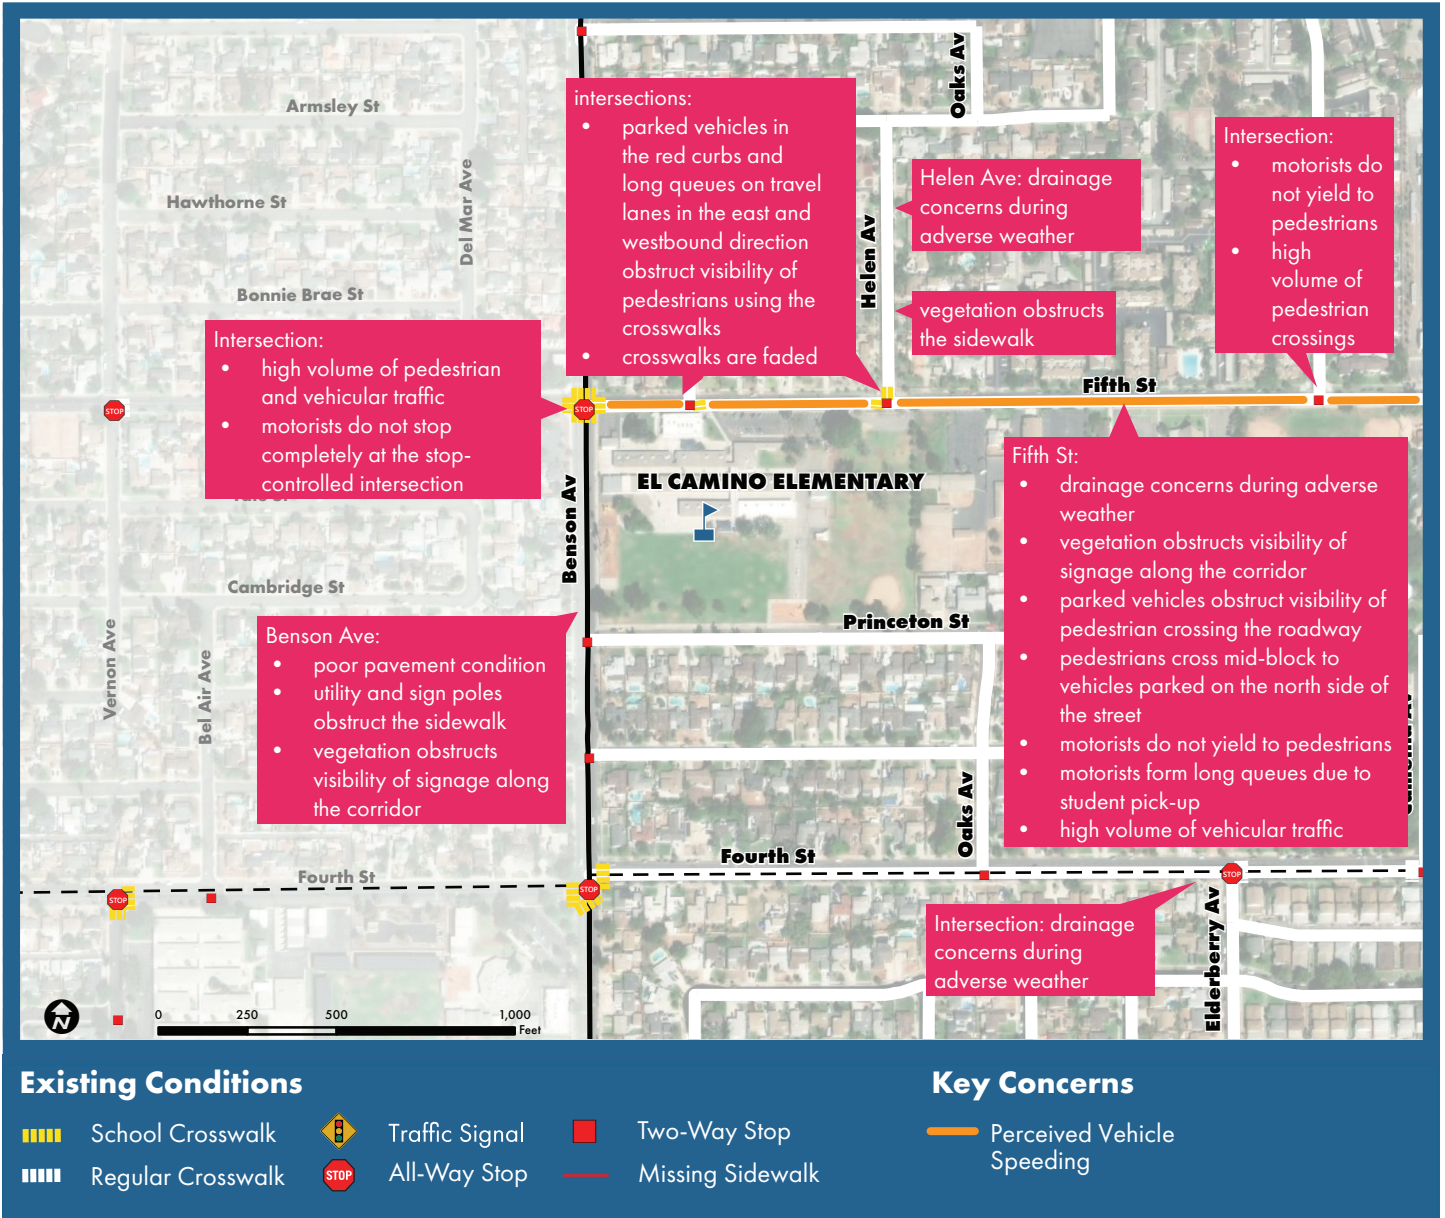 Oaks Av
Armsley St
Hawthorne St
Del Mar Ave
Bonnie Brae St
intersections:
• parked vehicles in
the red curbs and
long queues on travel
lanes in the east and
westbound direction
obstruct visibility of
pedestrians using the
crosswalks
• crosswalks are faded
Helen Ave: drainage
concerns during
adverse weather
Helen Av
vegetation obstructs
the sidewalk
Intersection:
• motorists do
not yield to
pedestrians
• high
volume of
pedestrian
crossings
Intersection:
• high volume of pedestrian
and vehicular traffic
• motorists do not stop
completely at the stop-
controlled intersection
STOP
STOP
Fifth St
EL CAMINO ELEMENTARY
Benson Av
Fifth St:
• drainage concerns during adverse
weather
• vegetation obstructs visibility of
signage along the corridor
• parked vehicles obstruct visibility of
pedestrian crossing the roadway
• pedestrians cross mid-block to
vehicles parked on the north side of
the street
• motorists do not yield to pedestrians
• motorists form long queues due to
student pick-up
• high volume of vehicular traffic
Cambridge St
Princeton St
Vernon Ave
Bel Air Ave
Benson Ave:
• poor pavement condition
• utility and sign poles
obstruct the sidewalk
• vegetation obstructs
visibility of signage along
the corridor
Oaks Av
Fourth St
Fourth St
STOP
STOP
STOP
Elderberry Av
Intersection: drainage
concerns during
adverse weather
N
0 250 500 1,000
Feet
Existing Conditions
School Crosswalk
Traffic Signal
Two-Way Stop
Regular Crosswalk
STOP
All-Way Stop
Missing Sidewalk
Key Concerns
Perceived Vehicle
Speeding